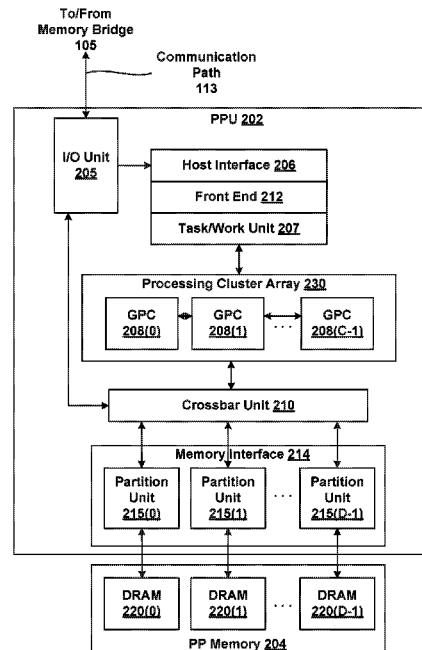 To/From
Memory Bridge
105
Communication
Path
113
PPU 202
I/O Unit
205
Host Interface 206
Front End 212
Task/Work Unit 207
Processing Cluster Array 230
GPC
208(0)
GPC
208(1)
. . .
GPC
208(C-1)
Crossbar Unit 210
Memory Interface 214
Partition
Unit
215(0)
Partition
Unit
215(1)
. . .
Partition
Unit
215(D-1)
DRAM
220(0)
DRAM
220(1)
. . .
DRAM
220(D-1)
PP Memory 204